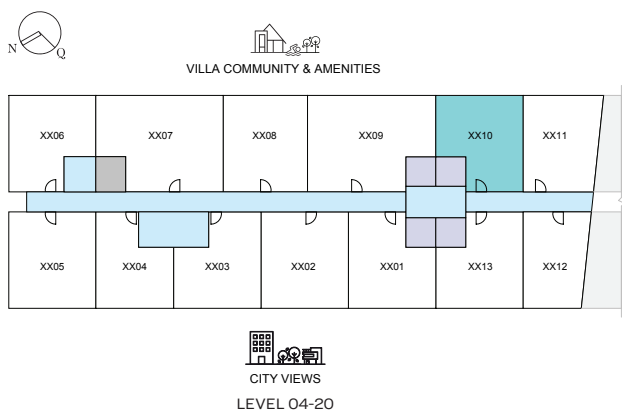 N
Q
VILLA COMMUNITY & AMENITIES
XX06
XX07
XX08
XX09
XX10
XX11
XX05
XX04
XX03
XX02
XX01
XX13
XX12
CITY VIEWS
LEVEL 04-20